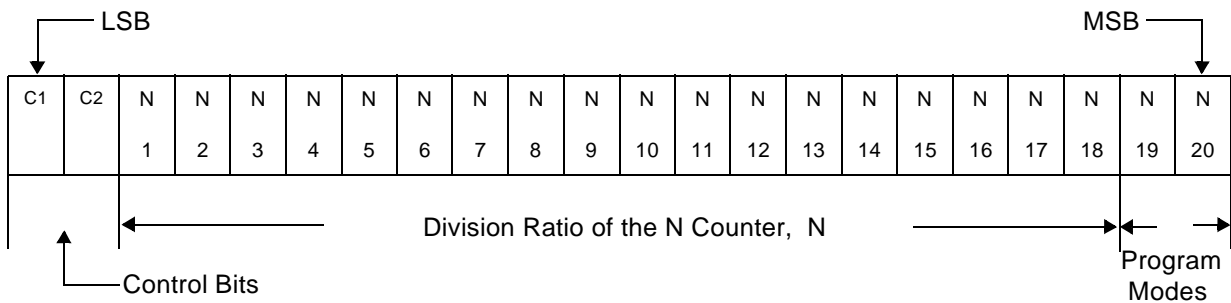 LSB MSB
C1 C2 N N N N N N N N N N N N N N N N N N N N
1 2 3 4 5 6 7 8 9 10 11 12 13 14 15 16 17 18 19 20
Division Ratio of the N Counter, N
Control Bits
Program
Modes